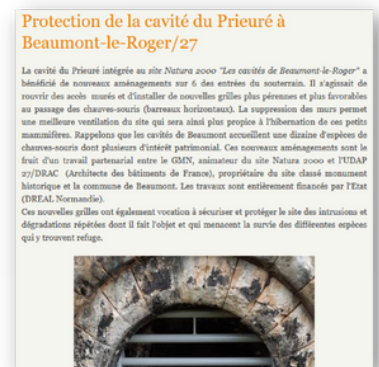 Protection de la cavité du Prieuré à
Beaumont-le-Roger/27
La cavité du Prieuré intégrée au site Natura 2000 "Les cavités de Beaumont-le-Roger" a
bénéficié de nouveaux aménagements sur 6 des entrées du souterrain. Il s'agissait de
rouvrir des accès murés et d'installer de nouvelles grilles plus pérennes et plus favorables
au passage des chauves-souris (barreaux horizontaux). La suppression des murs permet
une meilleure ventilation du site qui sera ainsi plus propice à l'hibernation de ces petits
mammifères. Rappelons que les cavités de Beaumont accueillent une dizaine d'espèces de
chauves-souris dont plusieurs d'intérêt patrimonial. Ces nouveaux aménagements sont le
fruit d'un travail partenarial entre le GMN, animateur du site Natura 2000 et l'UDAP
27/DRAC (Architecte des bâtiments de France), propriétaire du site classé monument
historique et la commune de Beaumont. Les travaux sont entièrement financés par l'Etat
(DREAL Normandie).
Ces nouvelles grilles ont également vocation à sécuriser et protéger le site des intrusions et
dégradations répétées dont il fait l'objet et qui menacent la survie des différentes espèces
qui y trouvent refuge.